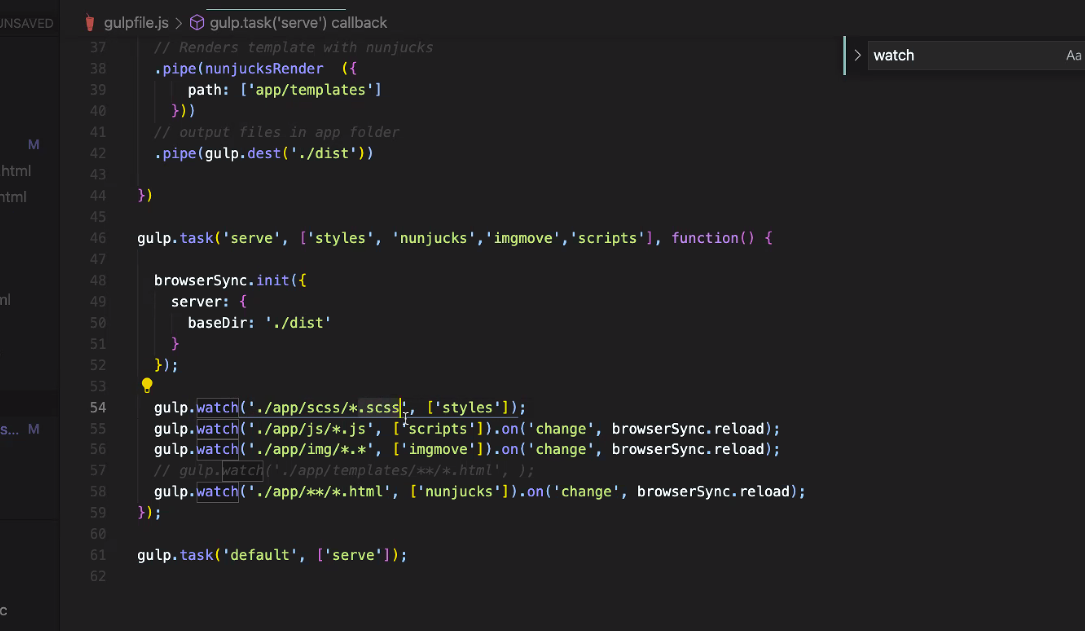 UNSAVED
gulpfile.js > gulp.task('serve') callback
watch
Aa
M
html
html
ml
s... M
c
37 // Renders template with nunjucks
38 .pipe(nunjucksRender ({
39 path: ['app/templates']
40 }))
41 // output files in app folder
42 .pipe(gulp.dest('./dist'))
43
44 })
45
46 gulp.task('serve', ['styles', 'nunjucks','imgmove','scripts'], function() {
47
48 browserSync.init({
49 server: {
50 baseDir: './dist'
51 }
52 });
53
54 gulp.watch('./app/scss/*.scss', ['styles']);
55 gulp.watch('./app/js/*.js', ['scripts']).on('change', browserSync.reload);
56 gulp.watch('./app/img/*.*', ['imgmove']).on('change', browserSync.reload);
57 // gulp.watch('./app/templates/**/*.html', );
58 gulp.watch('./app/**/*.html', ['nunjucks']).on('change', browserSync.reload);
59 });
60
61 gulp.task('default', ['serve']);
62